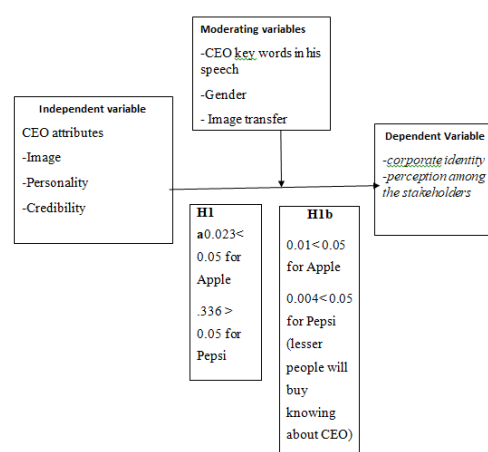 Moderating variables
-CEO key words in his
speech
-Gender
- Image transfer
Independent variable
CEO attributes
-Image
-Personality
-Credibility
Dependent Variable
-corporate identity
-perception among
the stakeholders
H1
a0.023<
0.05 for
Apple
.336 >
0.05 for
Pepsi
H1b
0.01<0.05
for Apple
0.004<0.05
for Pepsi
(lesser
people will
buy
knowing
about CEO)